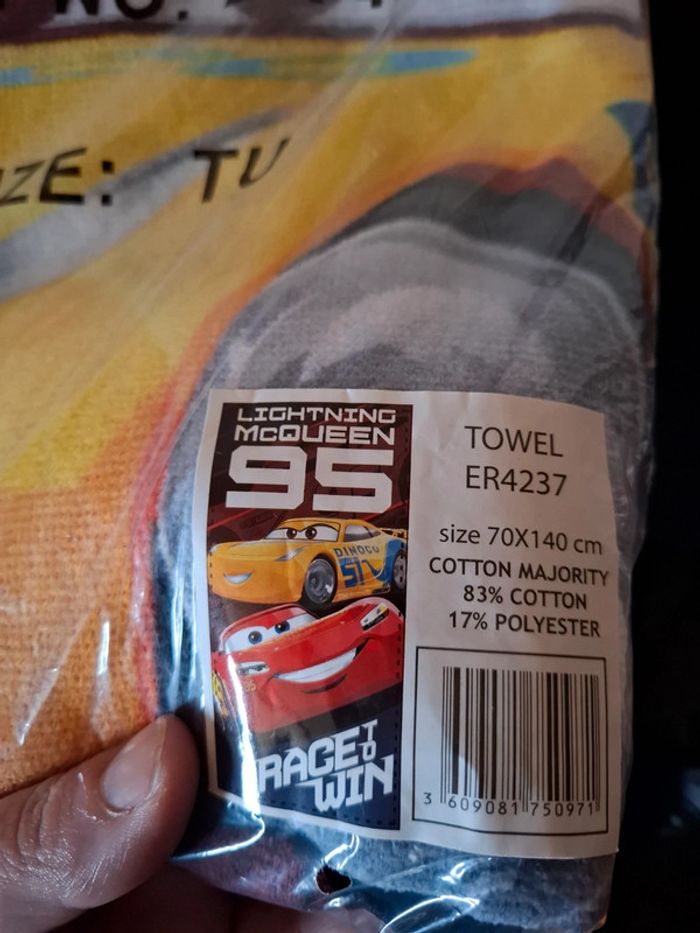 NO.
ZE: TU
LIGHTNING
McQUEEN
95
DINOCO
51
RACE TO
WIN
TOWEL
ER4237
size 70X140 cm
COTTON MAJORITY
83% COTTON
17% POLYESTER
3 609081 750971